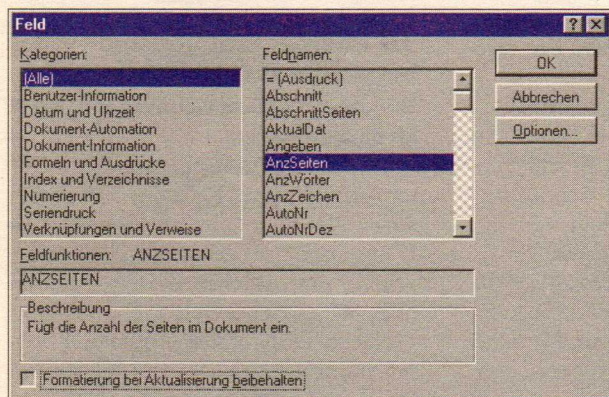 Feld
Kategorien:
(Alle)
Benutzer-Information
Datum und Uhrzeit
Dokument-Automation
Dokument-Information
Formeln und Ausdrücke
Index und Verzeichnisse
Numerierung
Seriendruck
Verknüpfungen und Verweise
Feldnamen:
= (Ausdruck)
Abschnitt
AbschnittSeiten
AktualDat
Angeben
AnzSeiten
AnzWörter
AnzZeichen
AutoNr
AutoNrDez
OK
Abbrechen
Optionen...
Feldfunktionen: ANZSEITEN
ANZSEITEN
Beschreibung
Fügt die Anzahl der Seiten im Dokument ein.
Formatierung bei Aktualisierung beibehalten